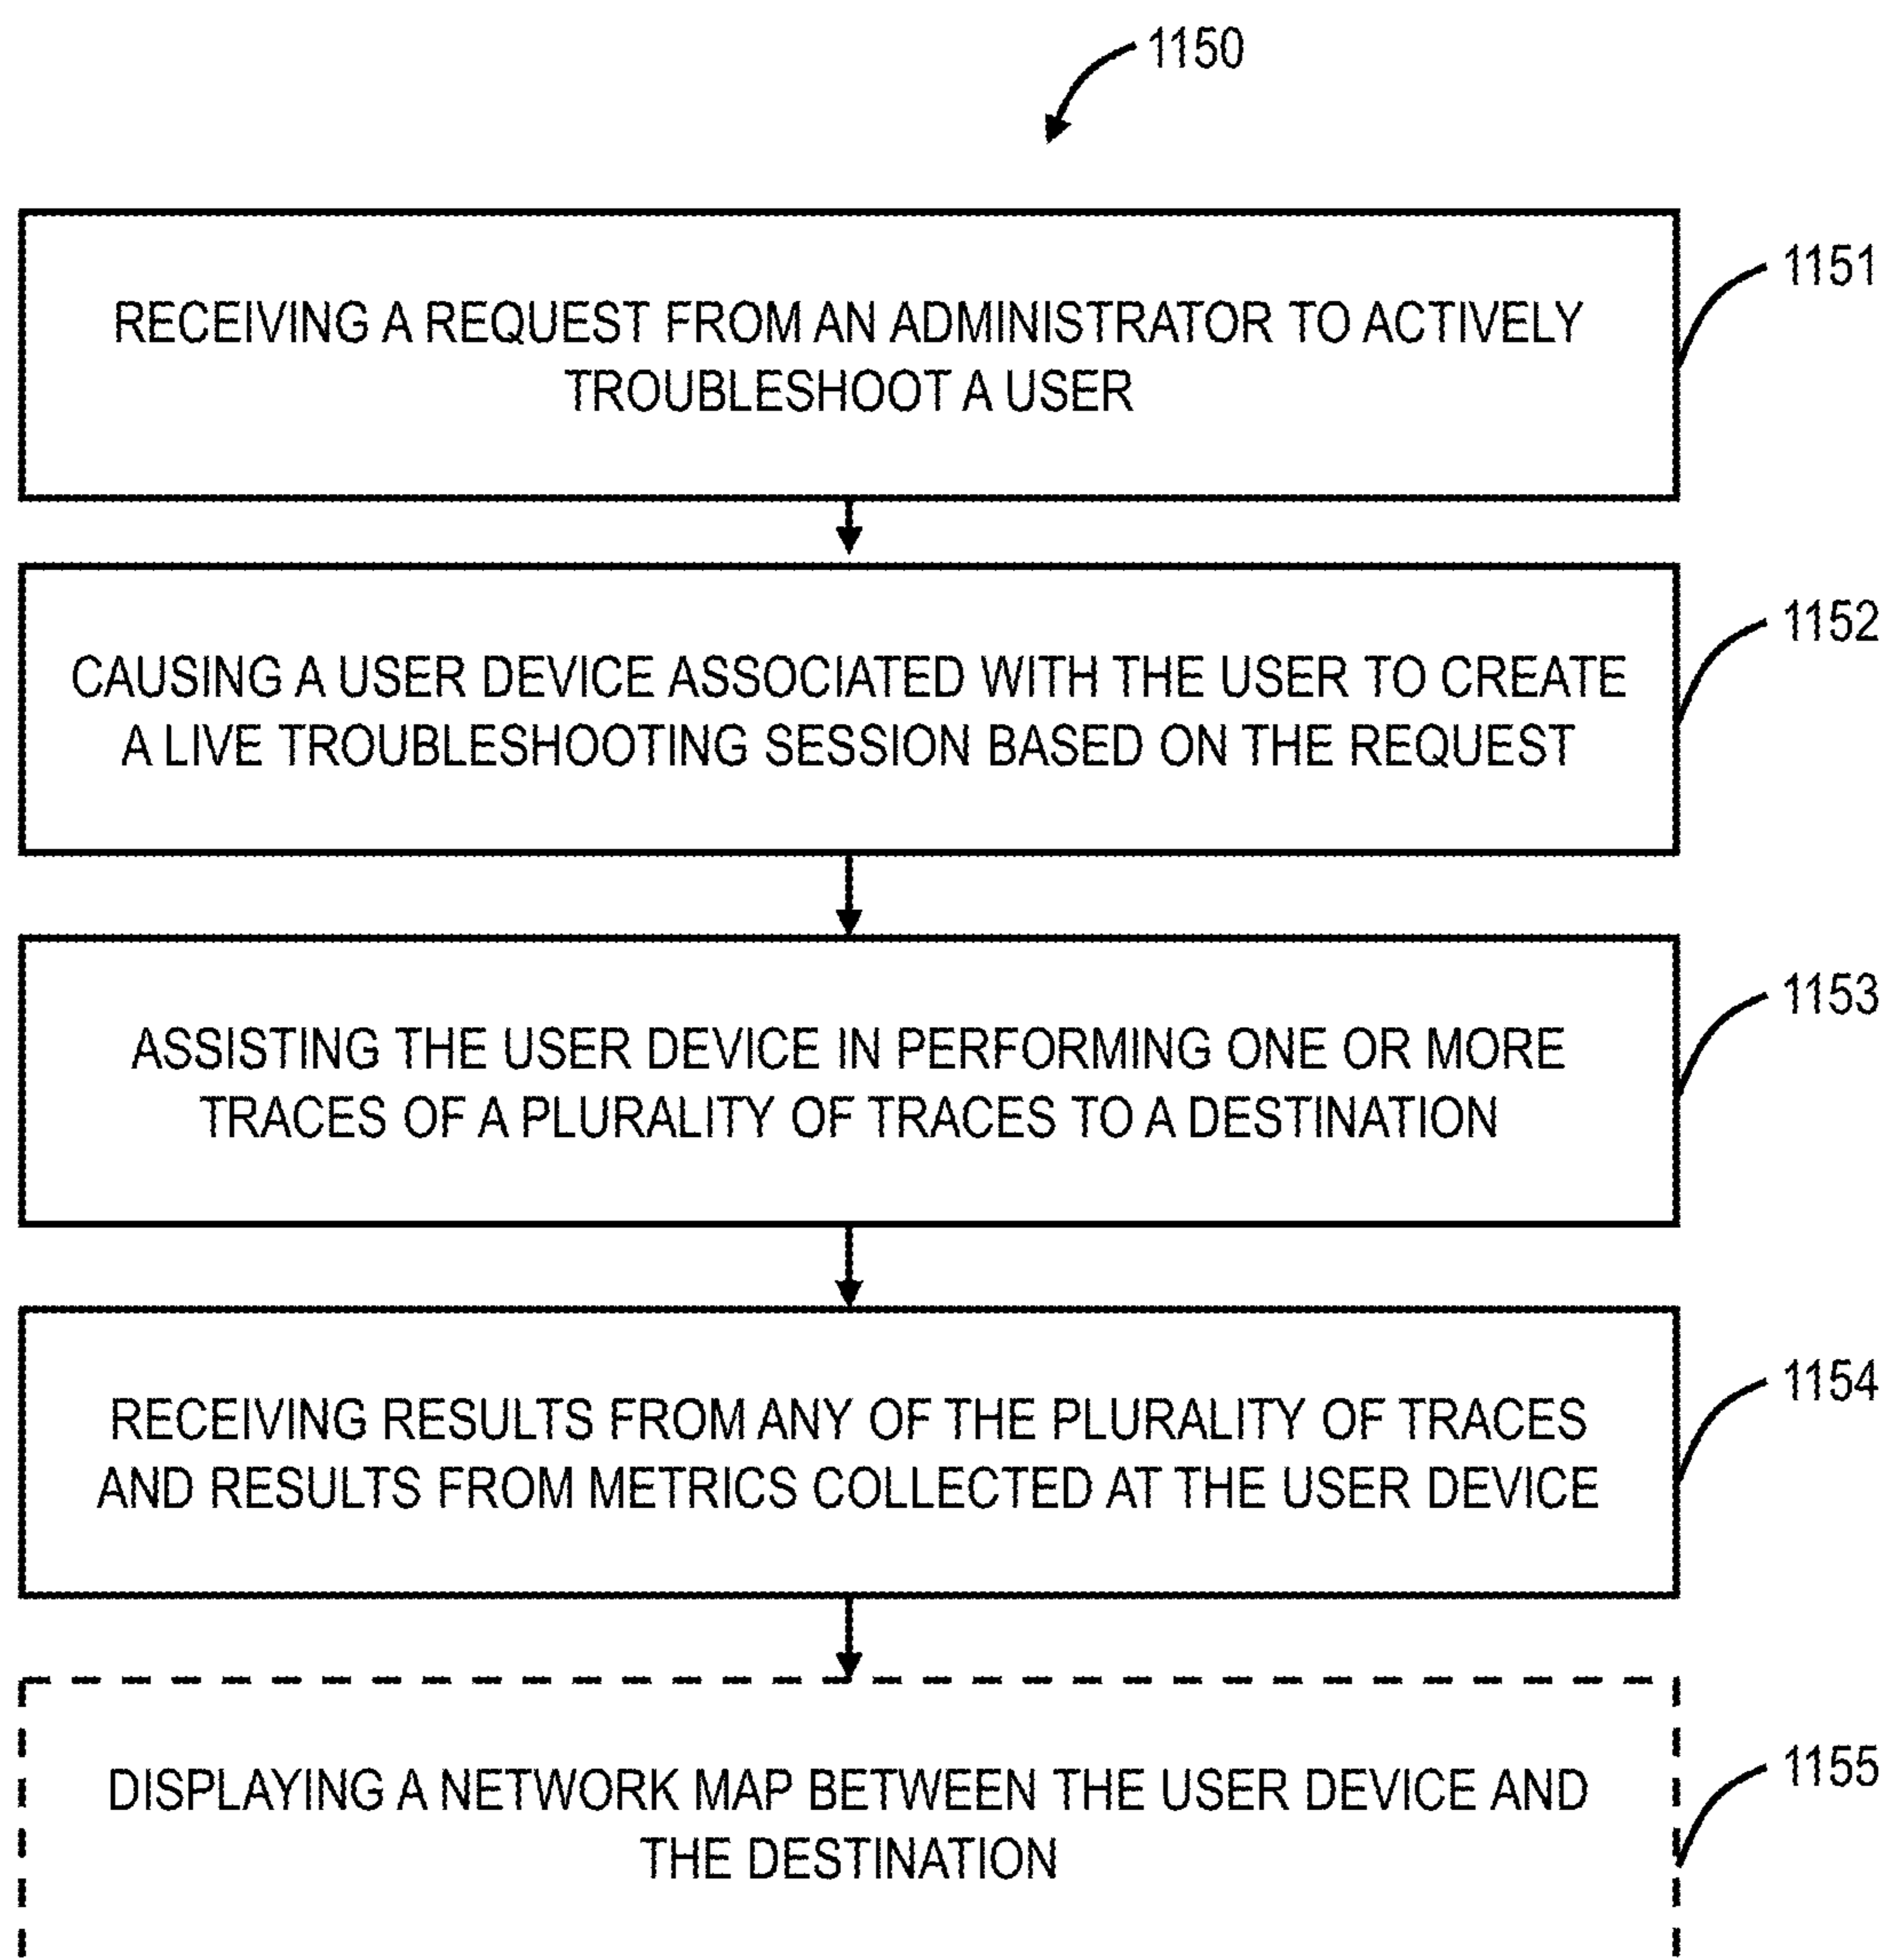 1150
RECEIVING A REQUEST FROM AN ADMINISTRATOR TO ACTIVELY
TROUBLESHOOT A USER
1151
CAUSING A USER DEVICE ASSOCIATED WITH THE USER TO CREATE
A LIVE TROUBLESHOOTING SESSION BASED ON THE REQUEST
1152
ASSISTING THE USER DEVICE IN PERFORMING ONE OR MORE
TRACES OF A PLURALITY OF TRACES TO A DESTINATION
1153
RECEIVING RESULTS FROM ANY OF THE PLURALITY OF TRACES
AND RESULTS FROM METRICS COLLECTED AT THE USER DEVICE
1154
DISPLAYING A NETWORK MAP BETWEEN THE USER DEVICE AND
THE DESTINATION
1155